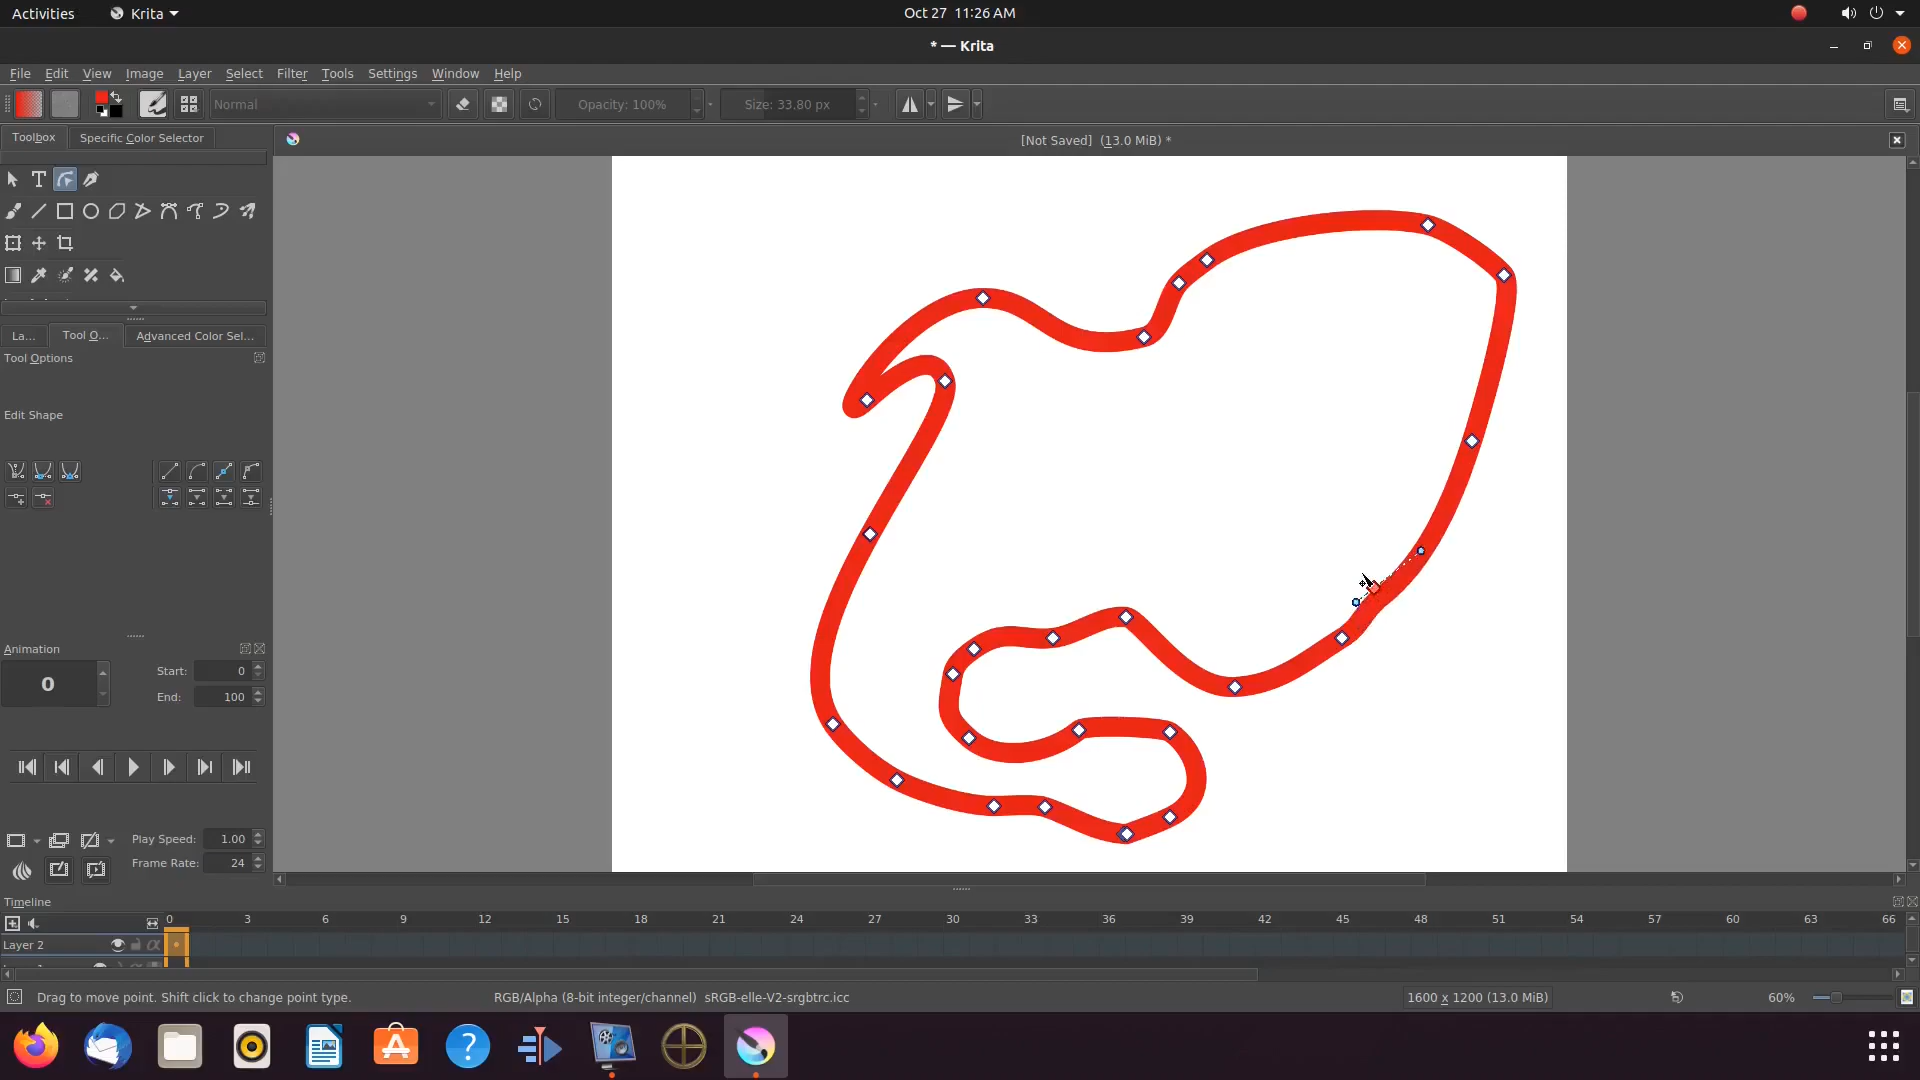 Activities
Krita
Oct 27 11:26 AM
* — Krita
File Edit View Image Layer Select Filter Tools Settings Window Help
Normal
Opacity: 100%
Size: 33.80 px
Toolbox
Specific Color Selector
[Not Saved] (13.0 MiB) *
La...
Tool O...
Advanced Color Sel...
Tool Options
Edit Shape
Animation
0
Start: 0
End: 100
Play Speed: 1.00
Frame Rate: 24
Timeline
0 3 6 9 12 15 18 21 24 27 30 33 36 39 42 45 48 51 54 57 60 63 66
Layer 2
Drag to move point. Shift click to change point type.
RGB/Alpha (8-bit integer/channel) sRGB-elle-V2-srgbtrc.icc
1600 x 1200 (13.0 MiB)
60%